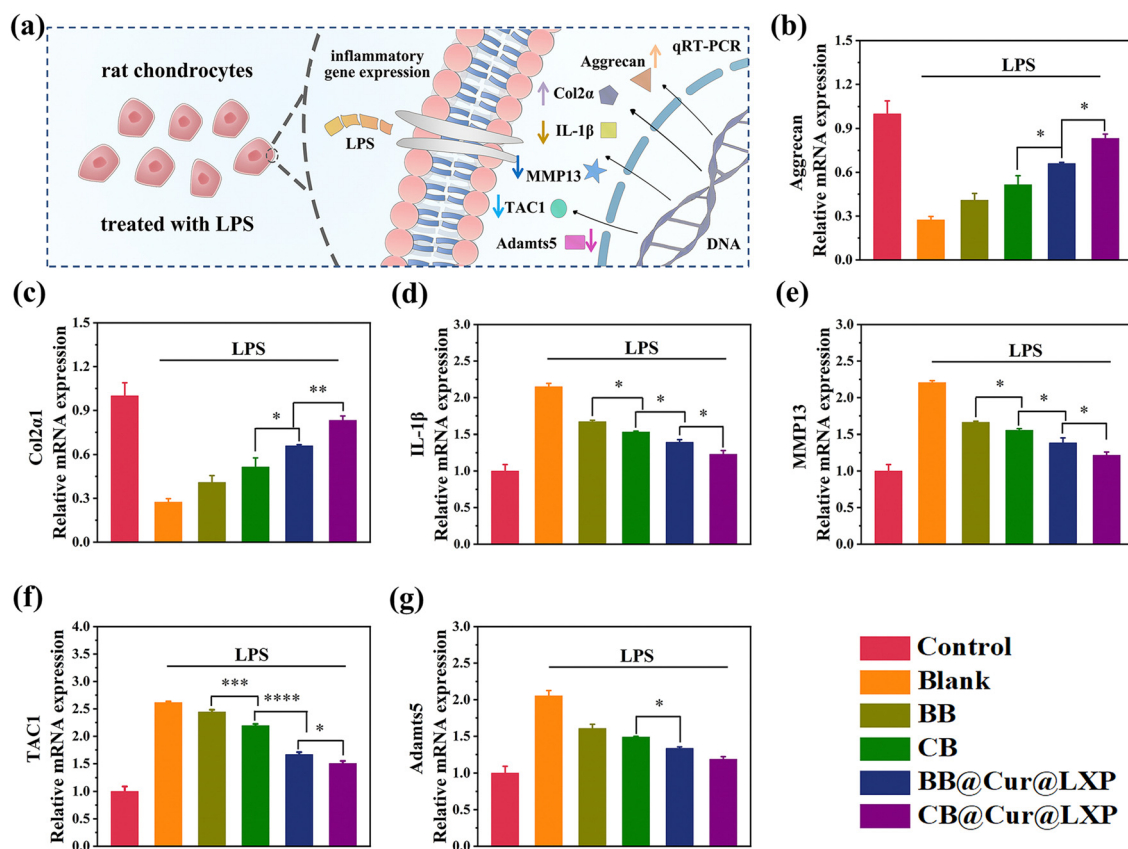 (a)
rat chondrocytes
treated with LPS
inflammatory
gene expression
LPS
qRT-PCR
Aggrecan
Col2α
IL-1β
MMP13
TAC1
Adamts5
DNA
(b)
Aggrecan
Relative mRNA expression
1.5
1.2
0.9
0.6
0.3
0.0
LPS
*
*
(c)
Col2α1
Relative mRNA expression
1.5
1.2
0.9
0.6
0.3
0.0
LPS
*
**
(d)
IL-1β
Relative mRNA expression
3.0
2.5
2.0
1.5
1.0
0.5
0.0
LPS
*
*
*
(e)
MMP13
Relative mRNA expression
3.0
2.5
2.0
1.5
1.0
0.5
0.0
LPS
*
*
*
(f)
TAC1
Relative mRNA expression
4.0
3.5
3.0
2.5
2.0
1.5
1.0
0.5
0.0
LPS
***
****
*
(g)
Adamts5
Relative mRNA expression
3.0
2.5
2.0
1.5
1.0
0.5
0.0
LPS
*
Control
Blank
BB
CB
BB@Cur@LXP
CB@Cur@LXP